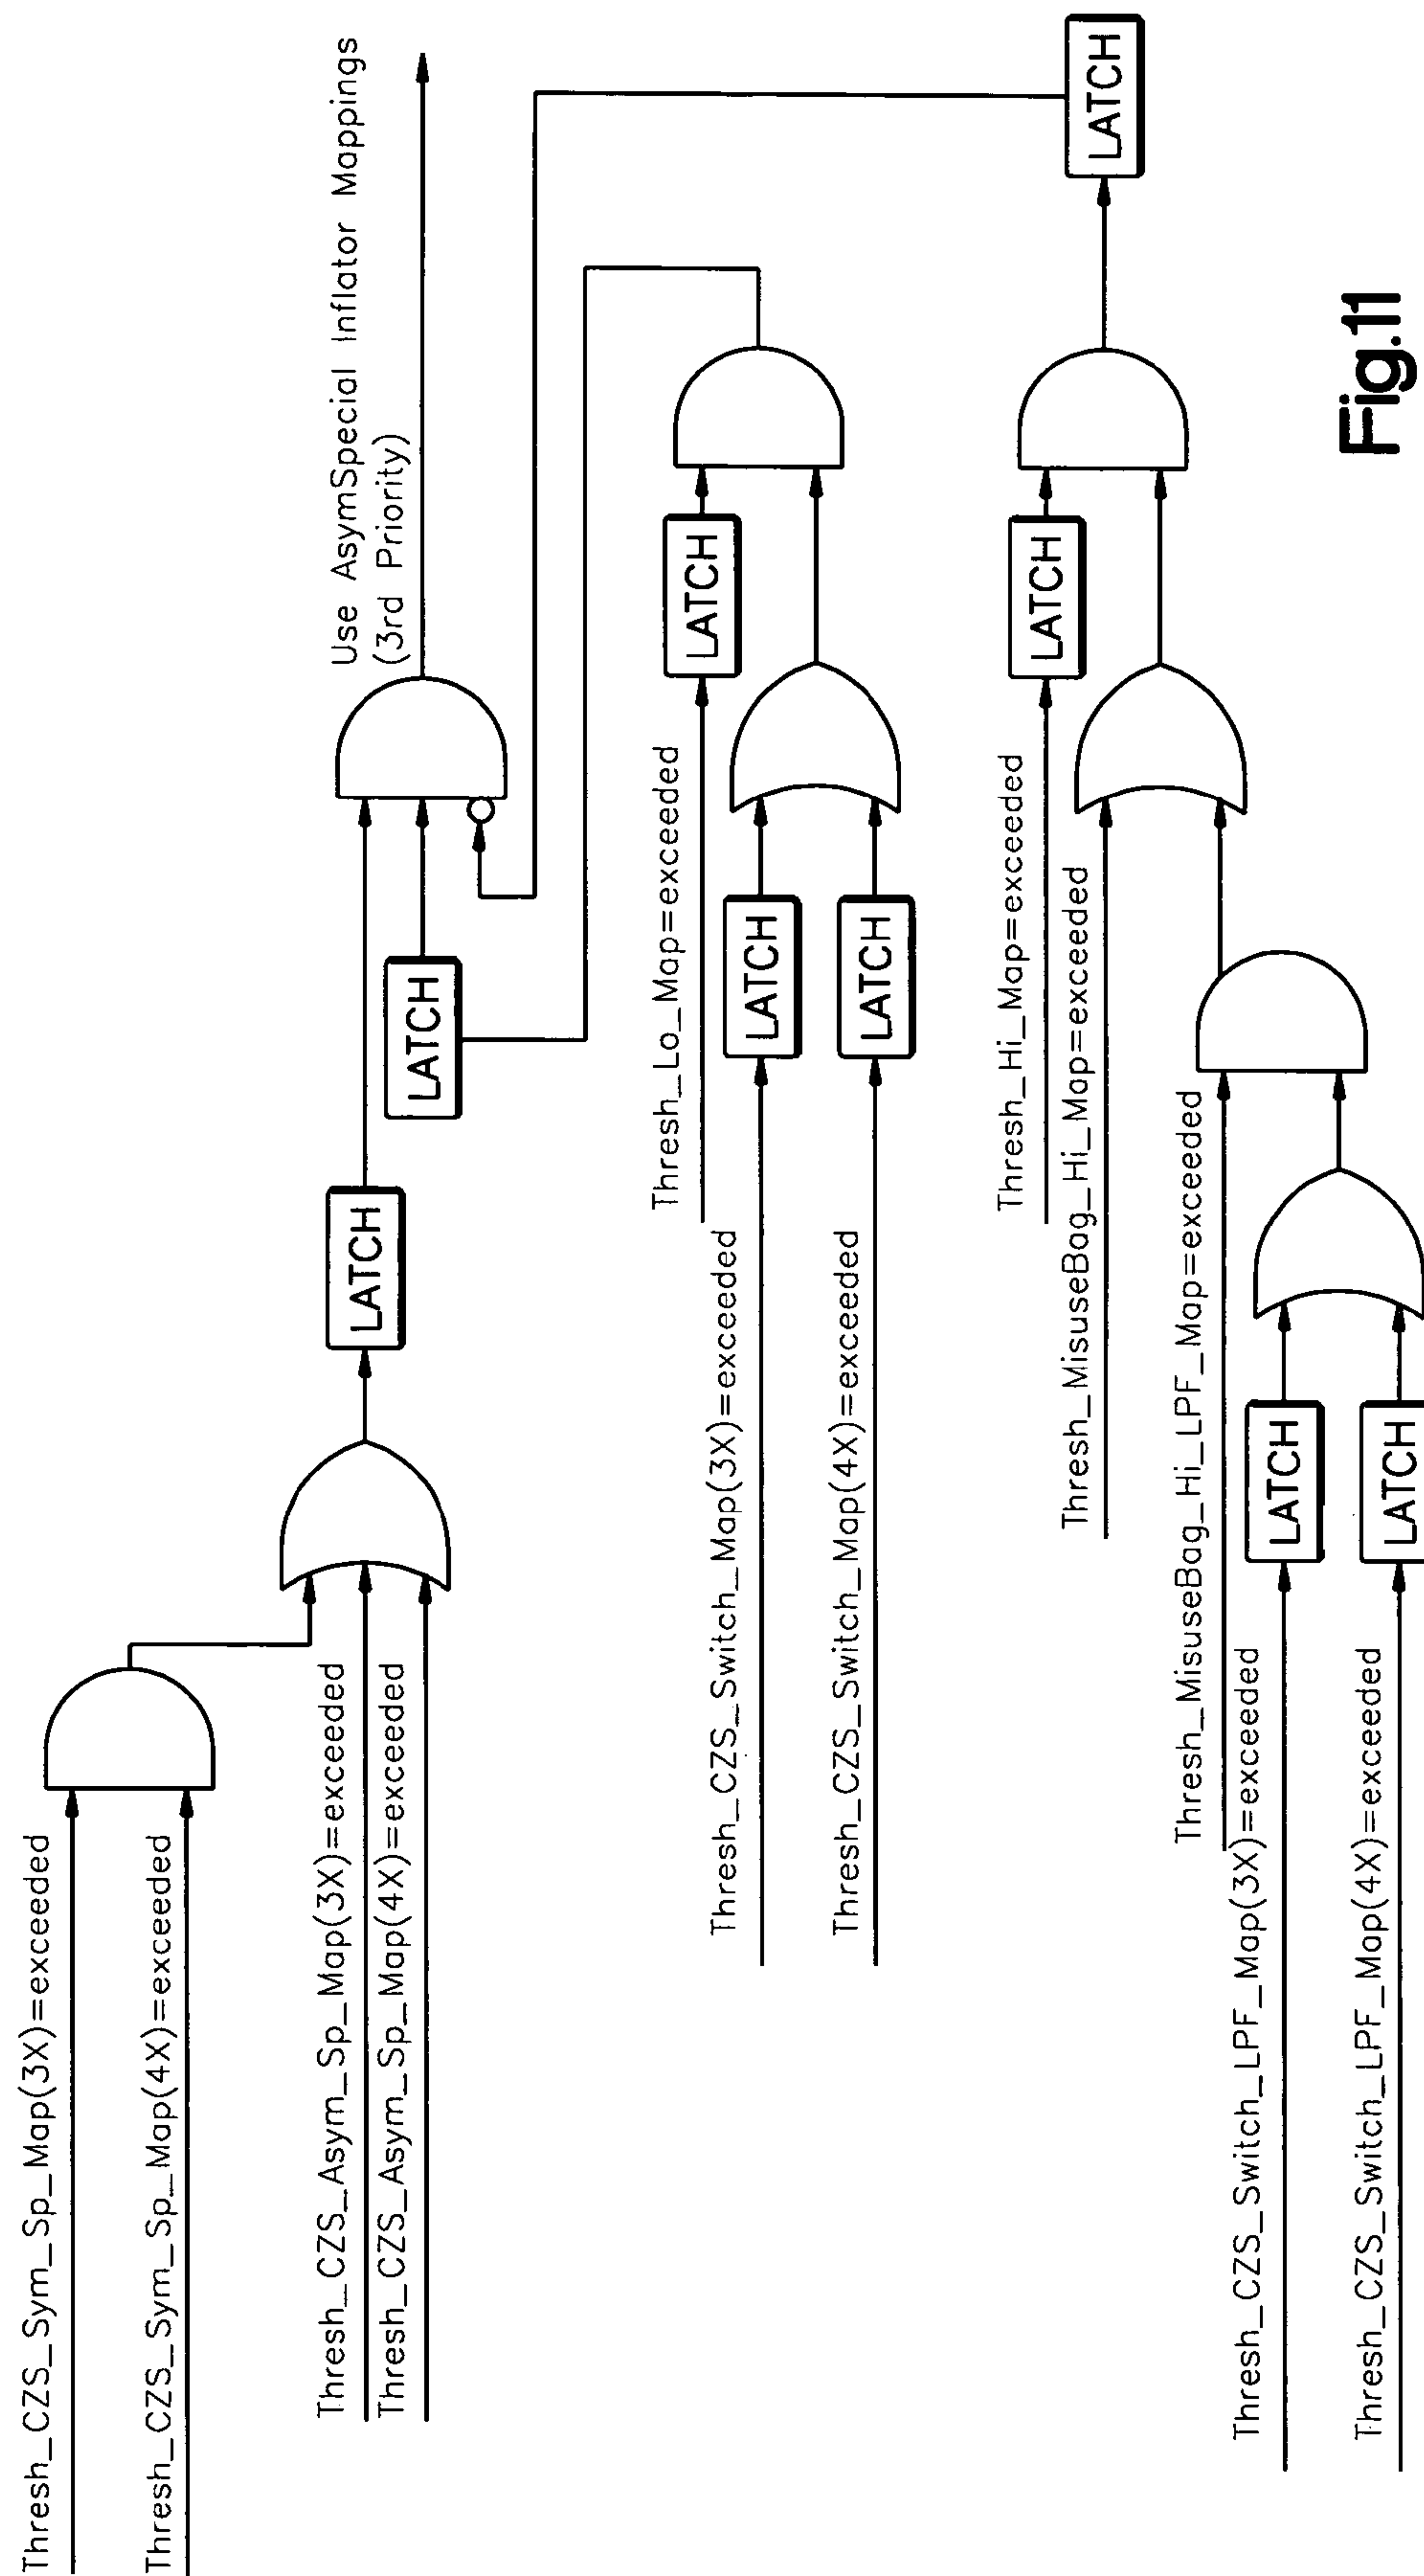 Thresh_CZS_Sym_Sp_Map(3X)=exceeded
Thresh_CZS_Sym_Sp_Map(4X)=exceeded
Use AsymSpecial Inflator Mappings
(3rd Priority)
Thresh_CZS_Asym_Sp_Map(3X)=exceeded
Thresh_CZS_Asym_Sp_Map(4X)=exceeded
LATCH
LATCH
Thresh_Lo_Map=exceeded
LATCH
Thresh_CZS_Switch_Map(3X)=exceeded
LATCH
Thresh_CZS_Switch_Map(4X)=exceeded
LATCH
Thresh_Hi_Map=exceeded
LATCH
LATCH
Thresh_MisuseBag_Hi_Map=exceeded
Thresh_MisuseBag_Hi_LPF_Map=exceeded
Thresh_CZS_Switch_LPF_Map(3X)=exceeded
LATCH
Thresh_CZS_Switch_LPF_Map(4X)=exceeded
LATCH
Fig.11